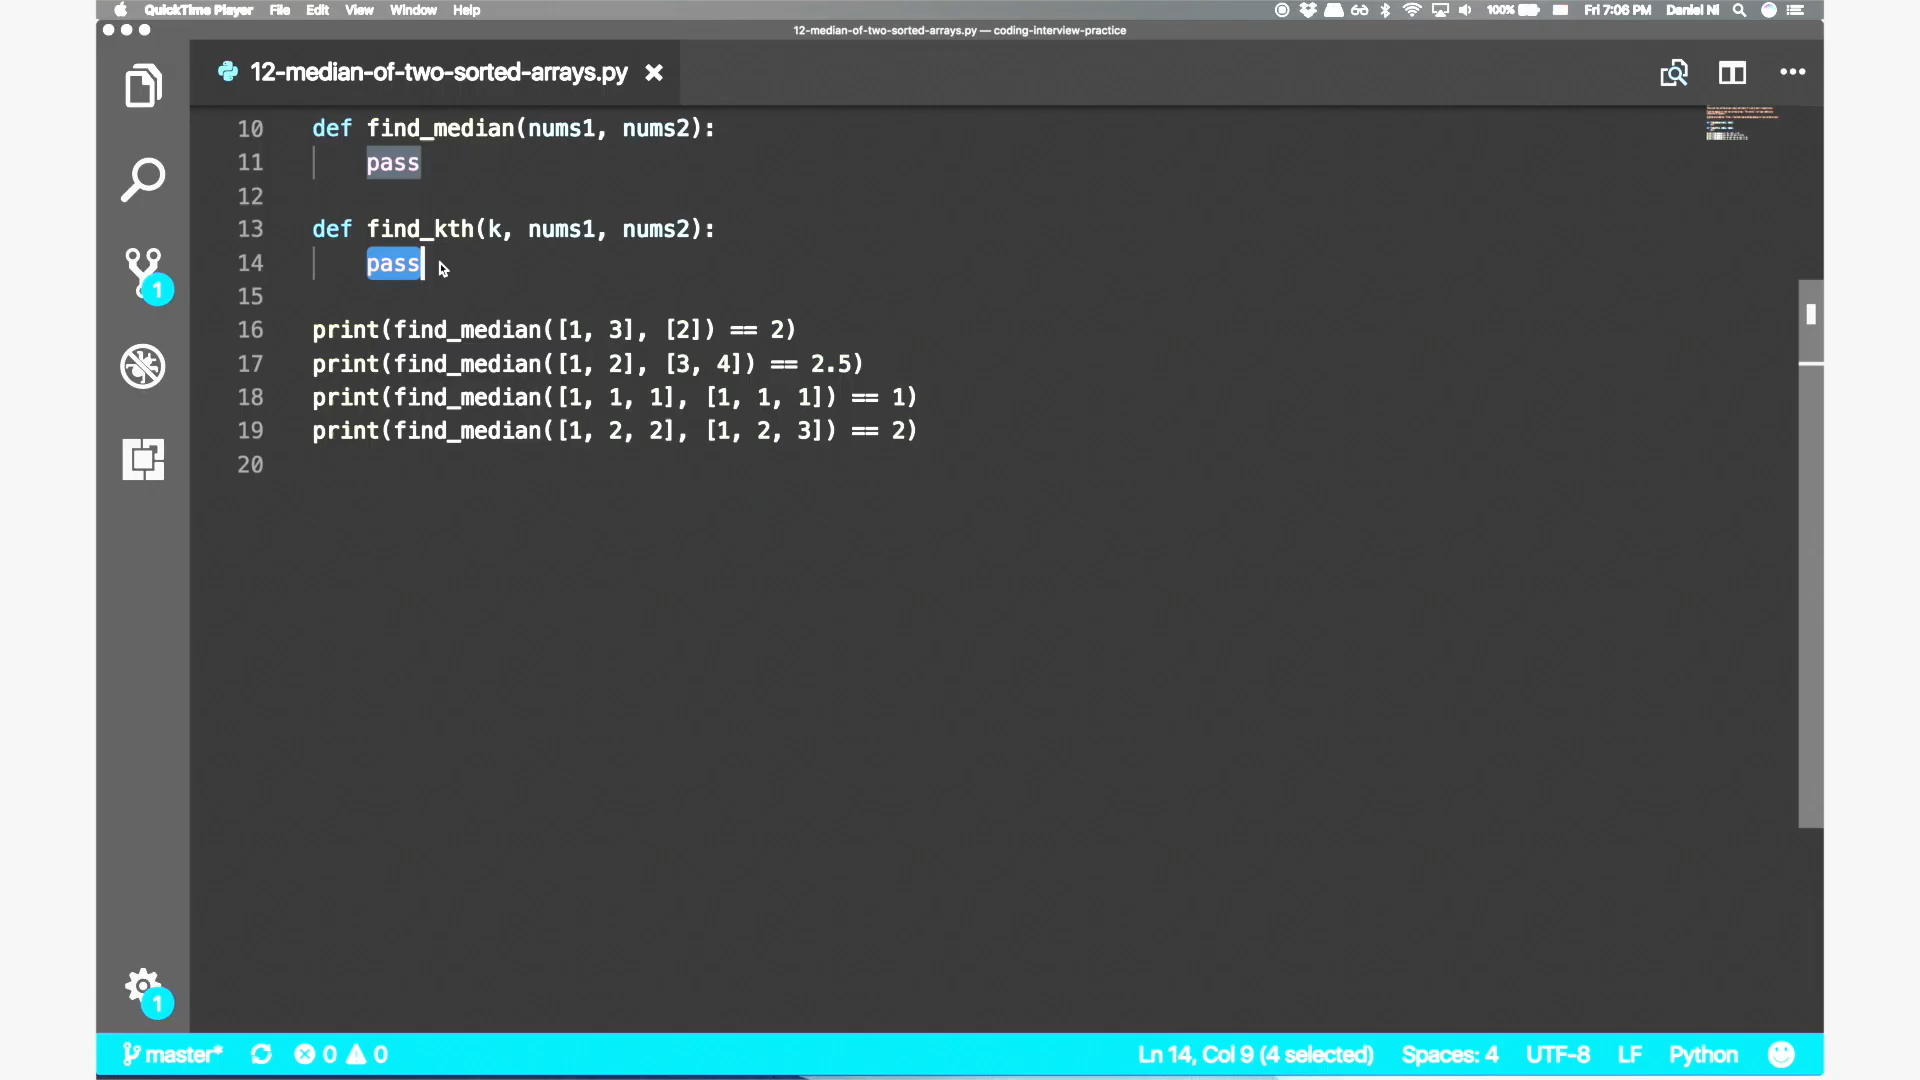 QuickTime Player File Edit View Window Help 100% Fri 7:06 PM Daniel Ni
12-median-of-two-sorted-arrays.py — coding-interview-practice
12-median-of-two-sorted-arrays.py
10 def find_median(nums1, nums2):
11 pass
12
13 def find_kth(k, nums1, nums2):
14 pass
15
16 print(find_median([1, 3], [2]) == 2)
17 print(find_median([1, 2], [3, 4]) == 2.5)
18 print(find_median([1, 1, 1], [1, 1, 1]) == 1)
19 print(find_median([1, 2, 2], [1, 2, 3]) == 2)
20
1
1
master* 0 0 Ln 14, Col 9 (4 selected) Spaces: 4 UTF-8 LF Python